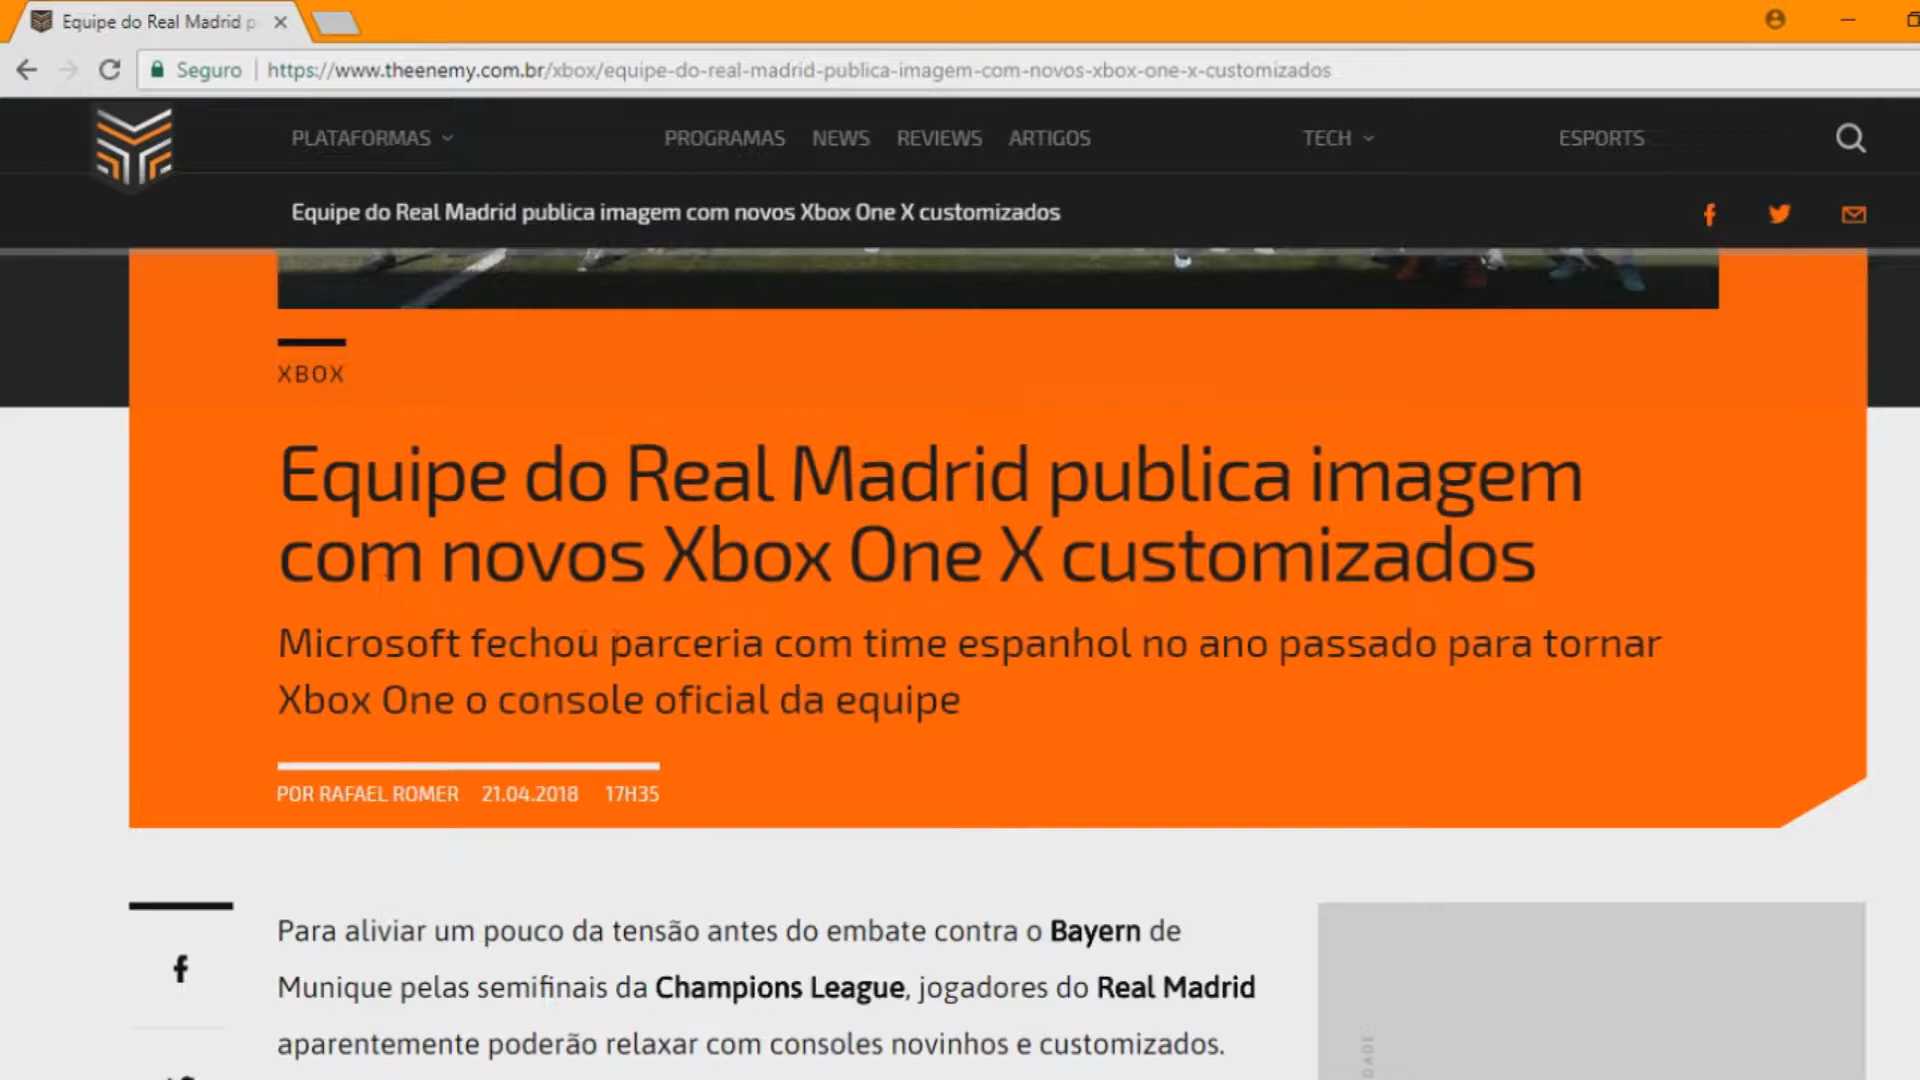 Equipe do Real Madrid p
Seguro
https://www.theenemy.com.br/xbox/equipe-do-real-madrid-publica-imagem-com-novos-xbox-one-x-customizados
PLATAFORMAS PROGRAMAS NEWS REVIEWS ARTIGOS TECH ESPORTS
Equipe do Real Madrid publica imagem com novos Xbox One X customizados
XBOX
Equipe do Real Madrid publica imagem
com novos Xbox One X customizados
Microsoft fechou parceria com time espanhol no ano passado para tornar
Xbox One o console oficial da equipe
POR RAFAEL ROMER 21.04.2018 17H35
Para aliviar um pouco da tensão antes do embate contra o Bayern de
Munique pelas semifinais da Champions League, jogadores do Real Madrid
aparentemente poderão relaxar com consoles novinhos e customizados.